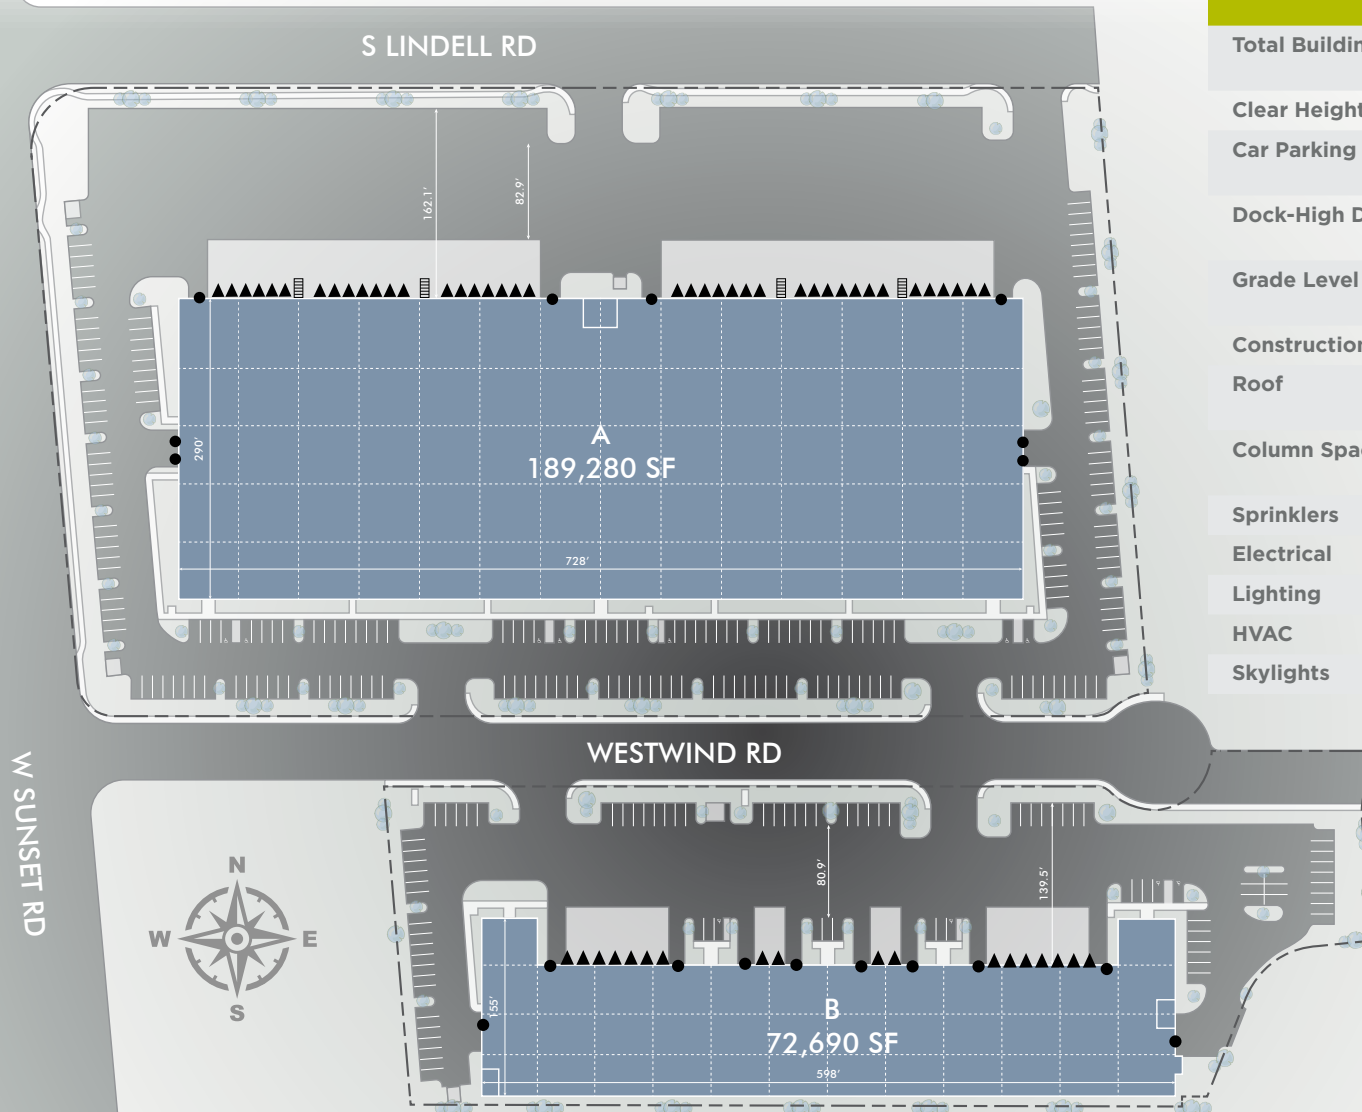 S LINDELL RD
162.1'
82.9'
290'
A
189,280 SF
728'
WESTWIND RD
W SUNSET RD
N
W
E
S
80.9'
139.5'
155'
B
72,690 SF
598'
Total
Clear Height
Car Parking
Dock-High
Grade Level
Construction
Roof
Column
Sprinklers
Electrical
Lighting
HVAC
Skylights